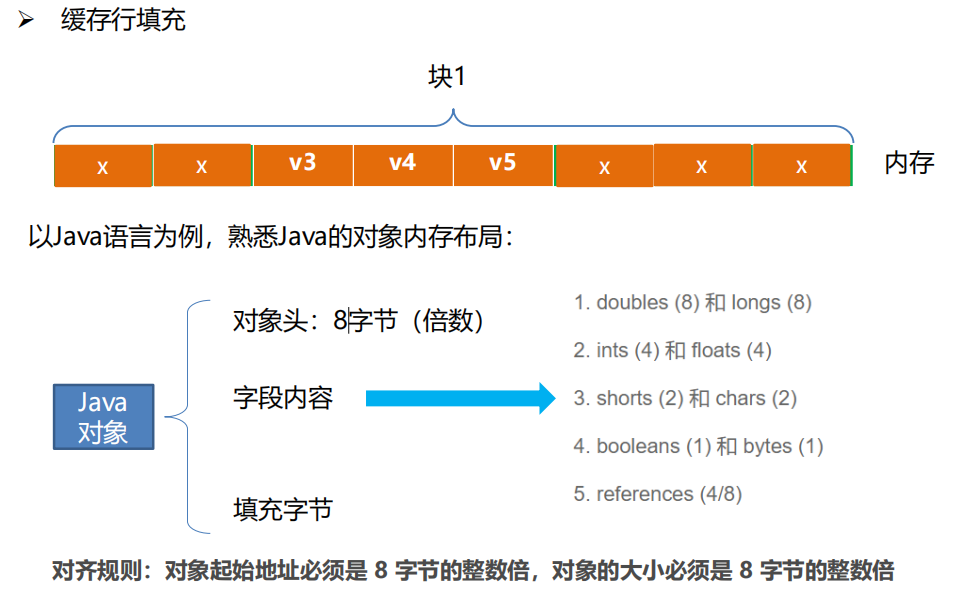 ➢ 缓存行填充
块1
x x v3 v4 v5 x x x 内存
以Java语言为例，熟悉Java的对象内存布局：
对象头：8字节（倍数）
字段内容
填充字节
Java
对象
1. doubles (8) 和 longs (8)
2. ints (4) 和 floats (4)
3. shorts (2) 和 chars (2)
4. booleans (1) 和 bytes (1)
5. references (4/8)
对齐规则：对象起始地址必须是 8 字节的整数倍，对象的大小必须是 8 字节的整数倍